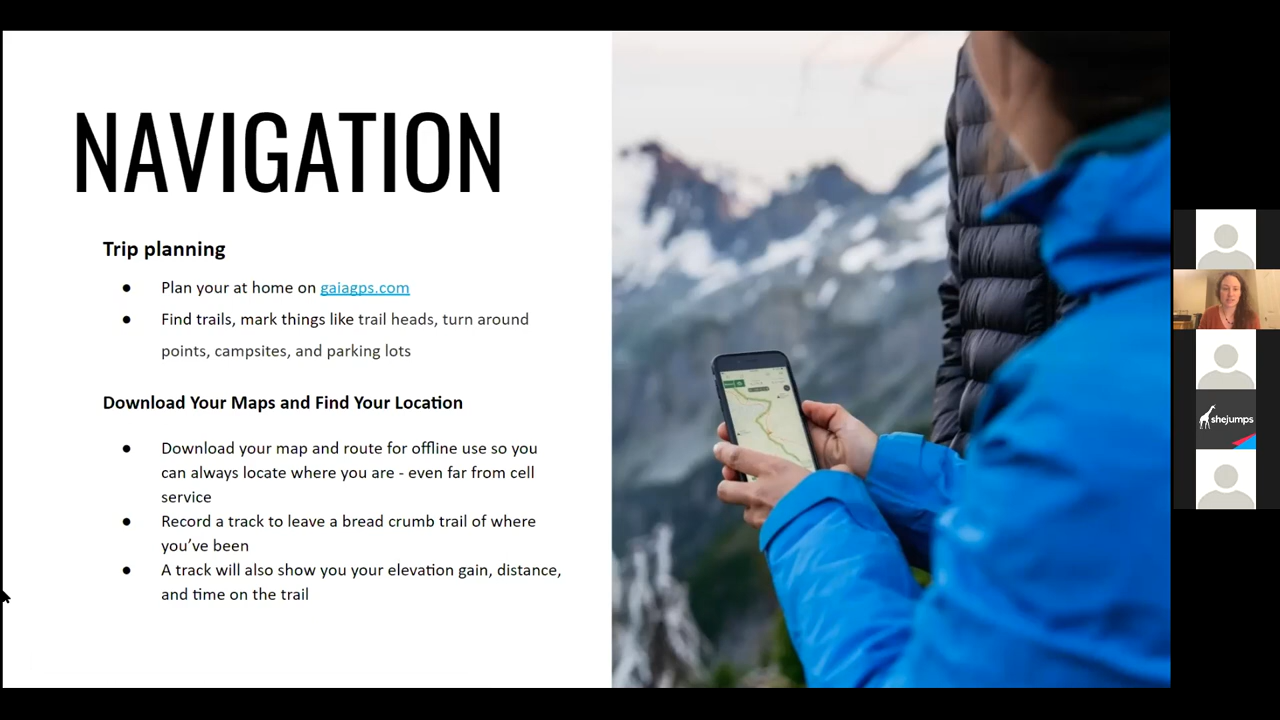 NAVIGATION
Trip planning
● Plan your at home on gaiagps.com
● Find trails, mark things like trail heads, turn around
points, campsites, and parking lots
Download Your Maps and Find Your Location
● Download your map and route for offline use so you
can always locate where you are - even far from cell
service
● Record a track to leave a bread crumb trail of where
you’ve been
● A track will also show you your elevation gain, distance,
and time on the trail
shejumps